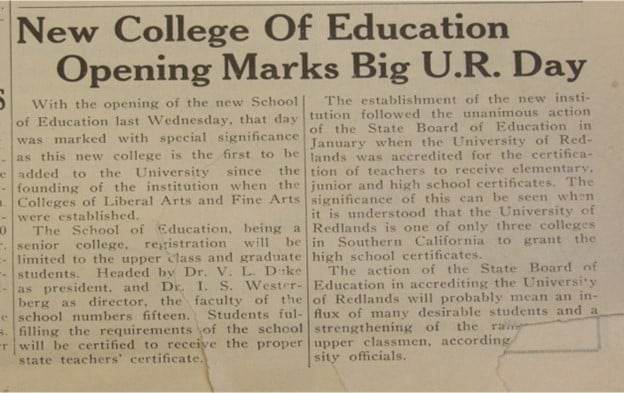 New College Of Education
Opening Marks Big U.R. Day
With the opening of the new School
of Education last Wednesday, that day
was marked with special significance
as this new college is the first to be
added to the University since the
founding of the institution when the
Colleges of Liberal Arts and Fine Arts
were established.
The School of Education, being a
senior college, registration will be
limited to the upper class and graduate
students. Headed by Dr. V. L. Duke
as president, and Dr. I. S. Wester-
berg as director, the faculty of the
school numbers fifteen. Students ful-
filling the requirements of the school
will be certified to receive the proper
state teachers' certificate.
The establishment of the new insti-
tution followed the unanimous action
of the State Board of Education in
January when the University of Red-
lands was accredited for the certifica-
tion of teachers to receive elementary,
junior and high school certificates. The
significance of this can be seen when
it is understood that the University of
Redlands is one of only three colleges
in Southern California to grant the
high school certificates.
The action of the State Board of
Education in accrediting the University
of Redlands will probably mean an in-
flux of many desirable students and a
strengthening of the
upper classmen, according
sity officials.